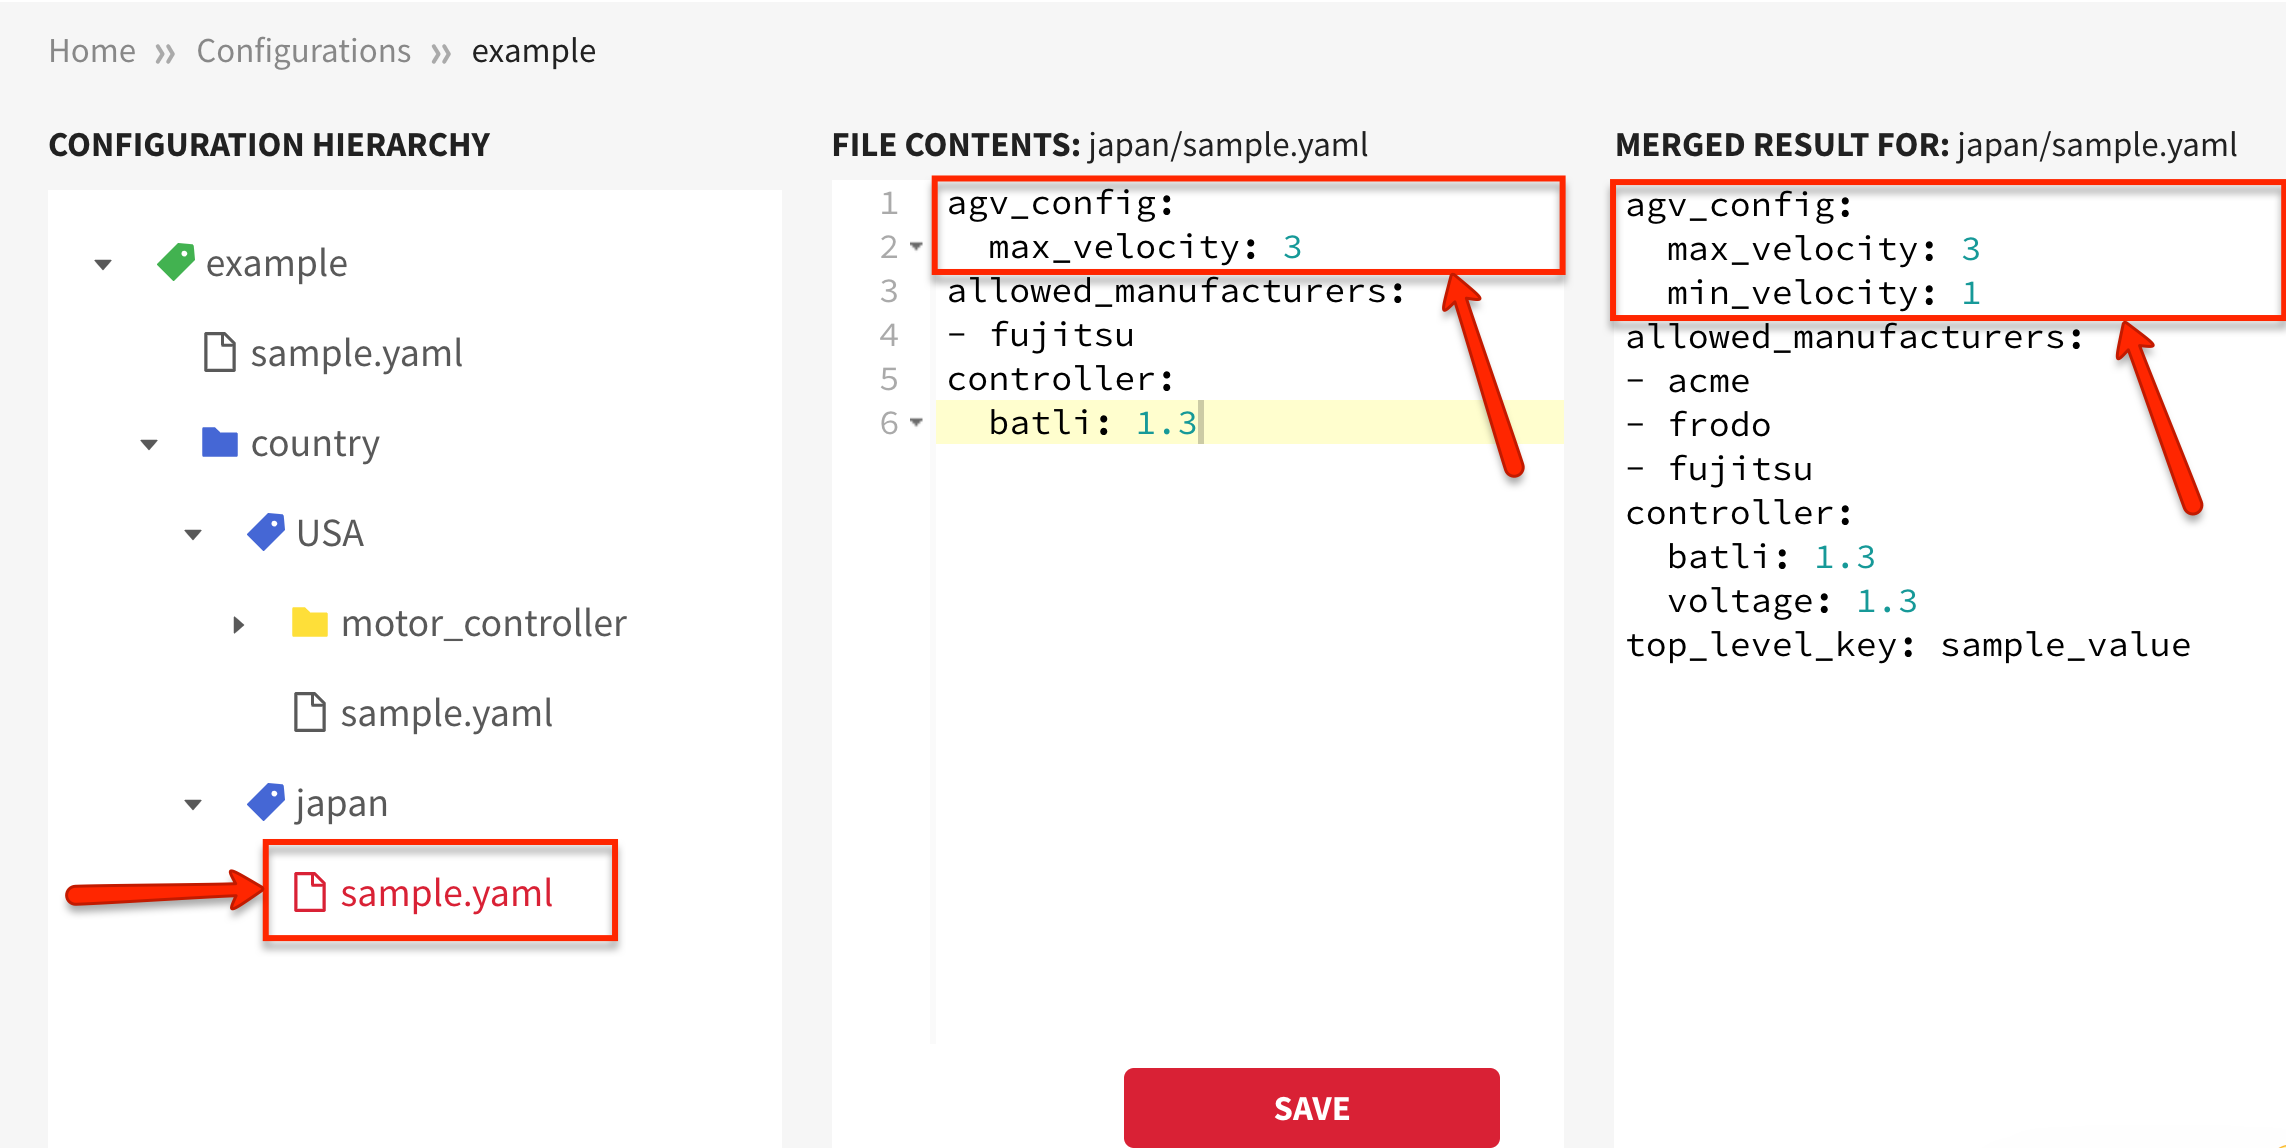 Home » Configurations » example
CONFIGURATION HIERARCHY
example
sample.yaml
country
USA
motor_controller
sample.yaml
japan
sample.yaml
FILE CONTENTS: japan/sample.yaml
1 agv_config:
2   max_velocity: 3
3 allowed_manufacturers:
4 - fujitsu
5 controller:
6   batli: 1.3
SAVE
MERGED RESULT FOR: japan/sample.yaml
agv_config:
  max_velocity: 3
  min_velocity: 1
allowed_manufacturers:
- acme
- frodo
- fujitsu
controller:
  batli: 1.3
  voltage: 1.3
top_level_key: sample_value